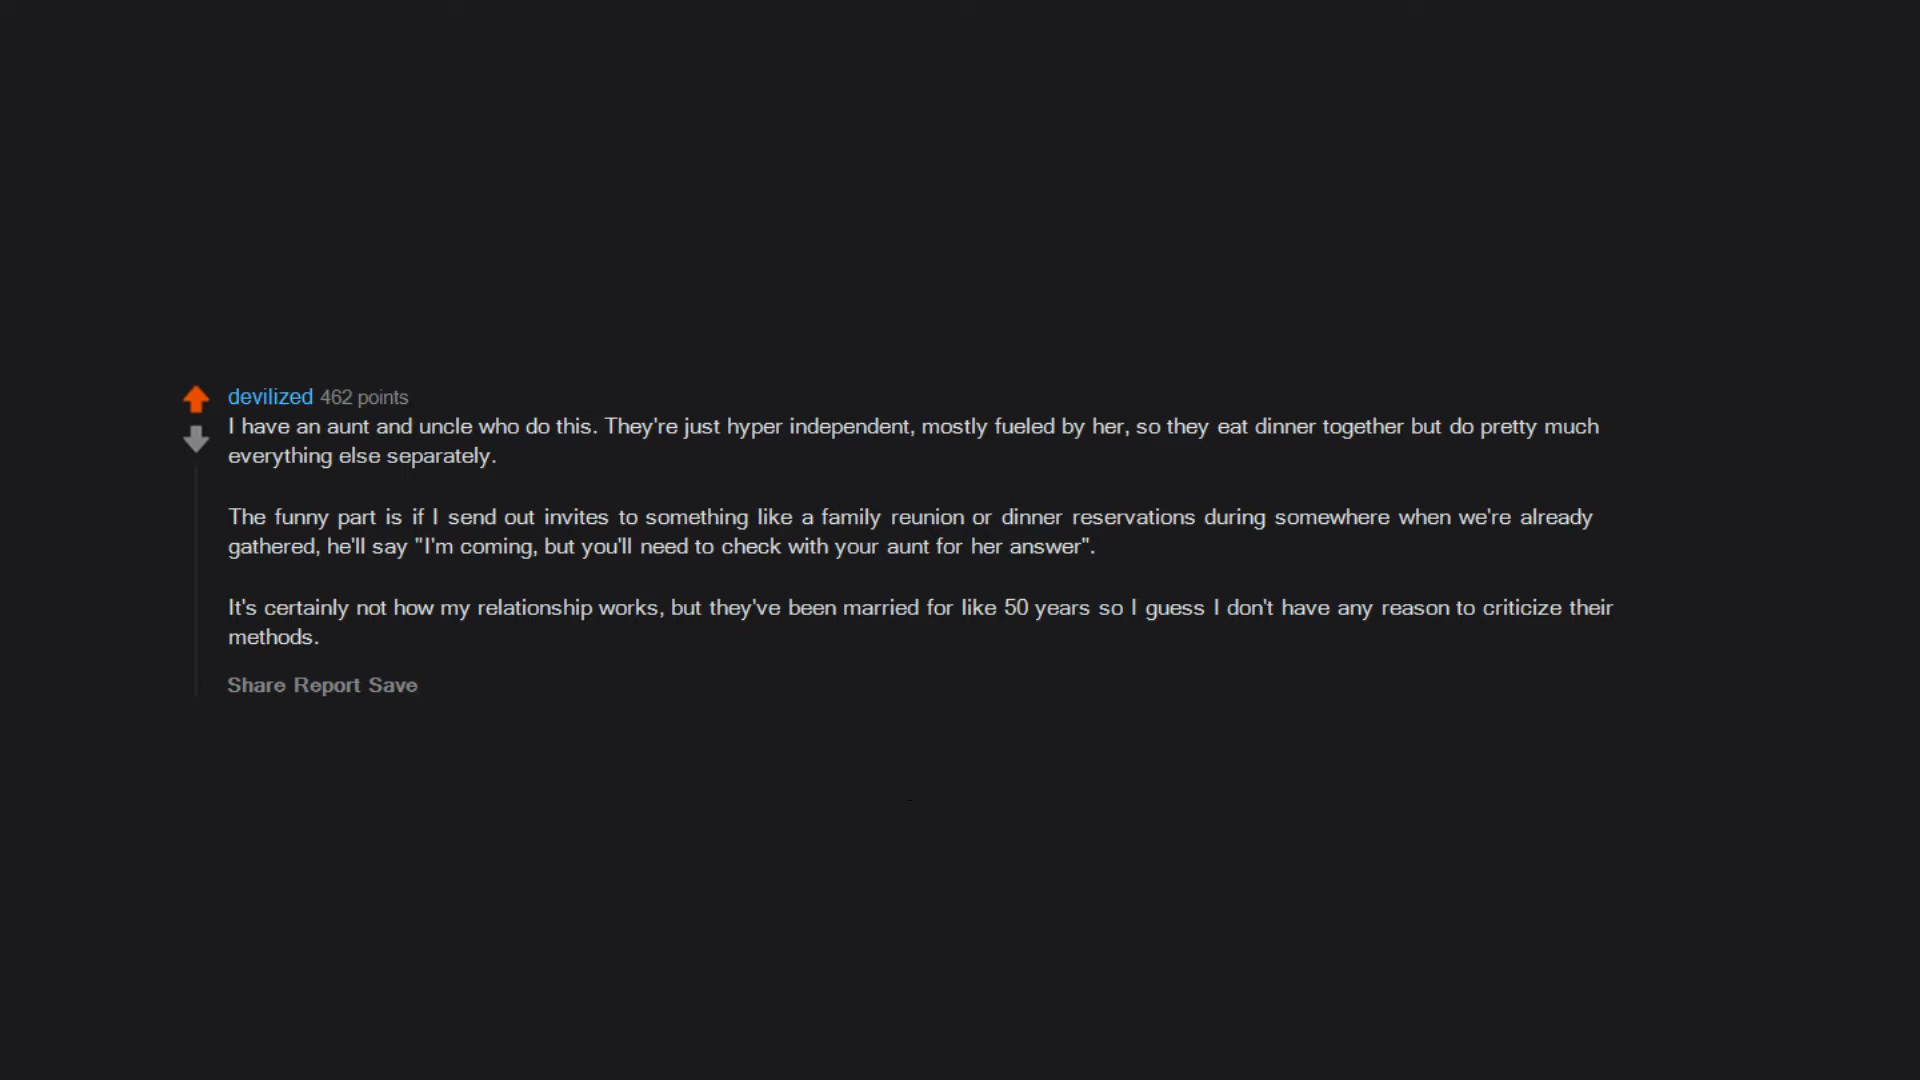 devilized 462 points
I have an aunt and uncle who do this. They're just hyper independent, mostly fueled by her, so they eat dinner together but do pretty much
everything else separately.
The funny part is if I send out invites to something like a family reunion or dinner reservations during somewhere when we're already
gathered, he'll say "I'm coming, but you'll need to check with your aunt for her answer".
It's certainly not how my relationship works, but they've been married for like 50 years so I guess I don't have any reason to criticize their
methods.
Share Report Save